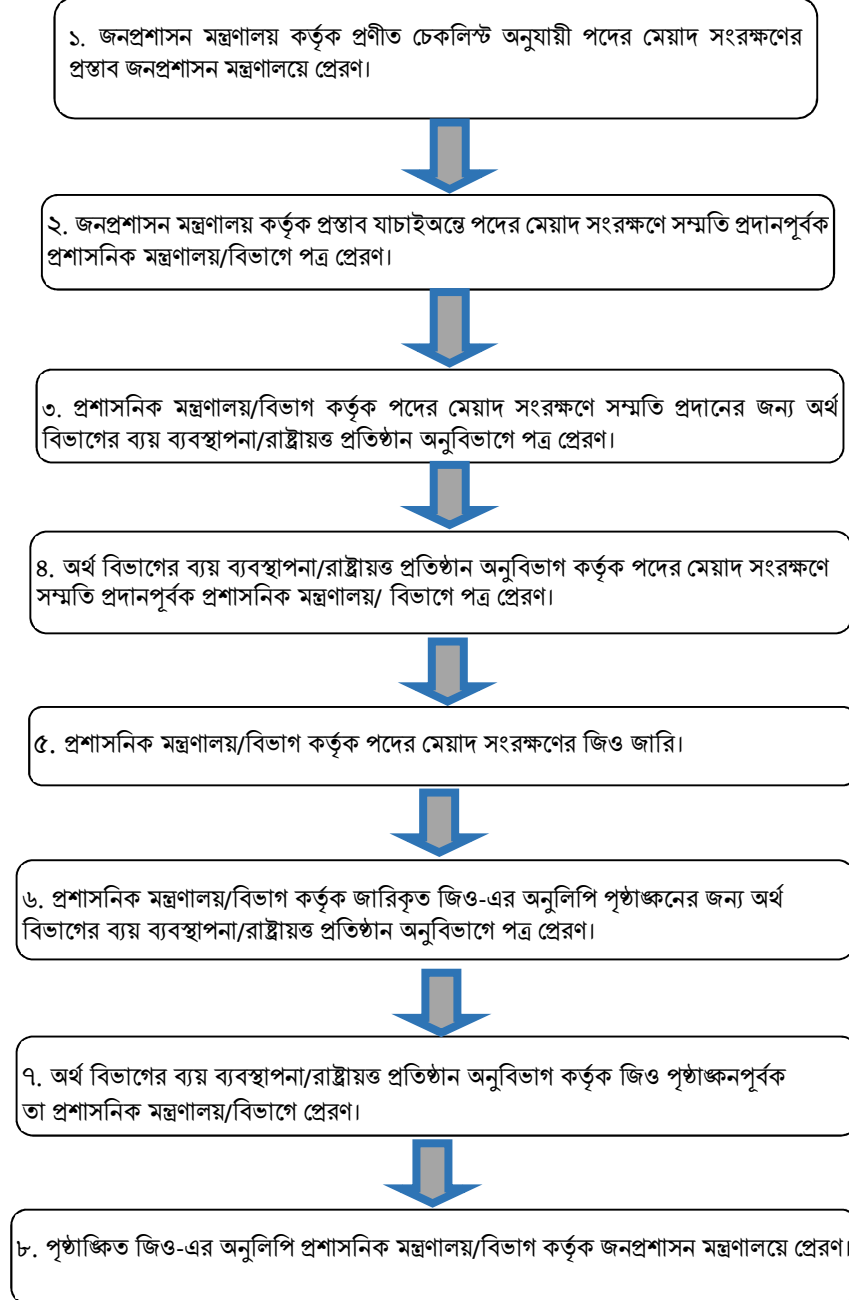 ১. জনপ্রশাসন মন্ত্রণালয় কর্তৃক প্রণীত চেকলিস্ট অনুযায়ী পদের মেয়াদ সংরক্ষণের
প্রস্তাব জনপ্রশাসন মন্ত্রণালয়ে প্রেরণ।
২. জনপ্রশাসন মন্ত্রণালয় কর্তৃক প্রস্তাব যাচাইঅন্তে পদের মেয়াদ সংরক্ষণে সম্মতি প্রদানপূর্বক
প্রশাসনিক মন্ত্রণালয়/বিভাগে পত্র প্রেরণ।
৩. প্রশাসনিক মন্ত্রণালয়/বিভাগ কর্তৃক পদের মেয়াদ সংরক্ষণে সম্মতি প্রদানের জন্য অর্থ
বিভাগের ব্যয় ব্যবস্থাপনা/রাষ্ট্রায়ত্ত প্রতিষ্ঠান অনুবিভাগে পত্র প্রেরণ।
৪. অর্থ বিভাগের ব্যয় ব্যবস্থাপনা/রাষ্ট্রায়ত্ত প্রতিষ্ঠান অনুবিভাগ কর্তৃক পদের মেয়াদ সংরক্ষণে
সম্মতি প্রদানপূর্বক প্রশাসনিক মন্ত্রণালয়/ বিভাগে পত্র প্রেরণ।
৫. প্রশাসনিক মন্ত্রণালয়/বিভাগ কর্তৃক পদের মেয়াদ সংরক্ষণের জিও জারি।
৬. প্রশাসনিক মন্ত্রণালয়/বিভাগ কর্তৃক জারিকৃত জিও-এর অনুলিপি পৃষ্ঠাঙ্কনের জন্য অর্থ
বিভাগের ব্যয় ব্যবস্থাপনা/রাষ্ট্রায়ত্ত প্রতিষ্ঠান অনুবিভাগে পত্র প্রেরণ।
৭. অর্থ বিভাগের ব্যয় ব্যবস্থাপনা/রাষ্ট্রায়ত্ত প্রতিষ্ঠান অনুবিভাগ কর্তৃক জিও পৃষ্ঠাঙ্কনপূর্বক
তা প্রশাসনিক মন্ত্রণালয়/বিভাগে প্রেরণ।
৮. পৃষ্ঠাঙ্কিত জিও-এর অনুলিপি প্রশাসনিক মন্ত্রণালয়/বিভাগ কর্তৃক জনপ্রশাসন মন্ত্রণালয়ে প্রেরণ।